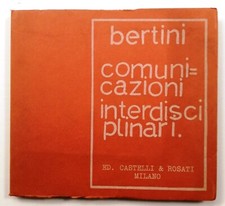 bertini
comuni=
cazioni
interdisci
plinari.
ED. CASTELLI & ROSATI
MILANO